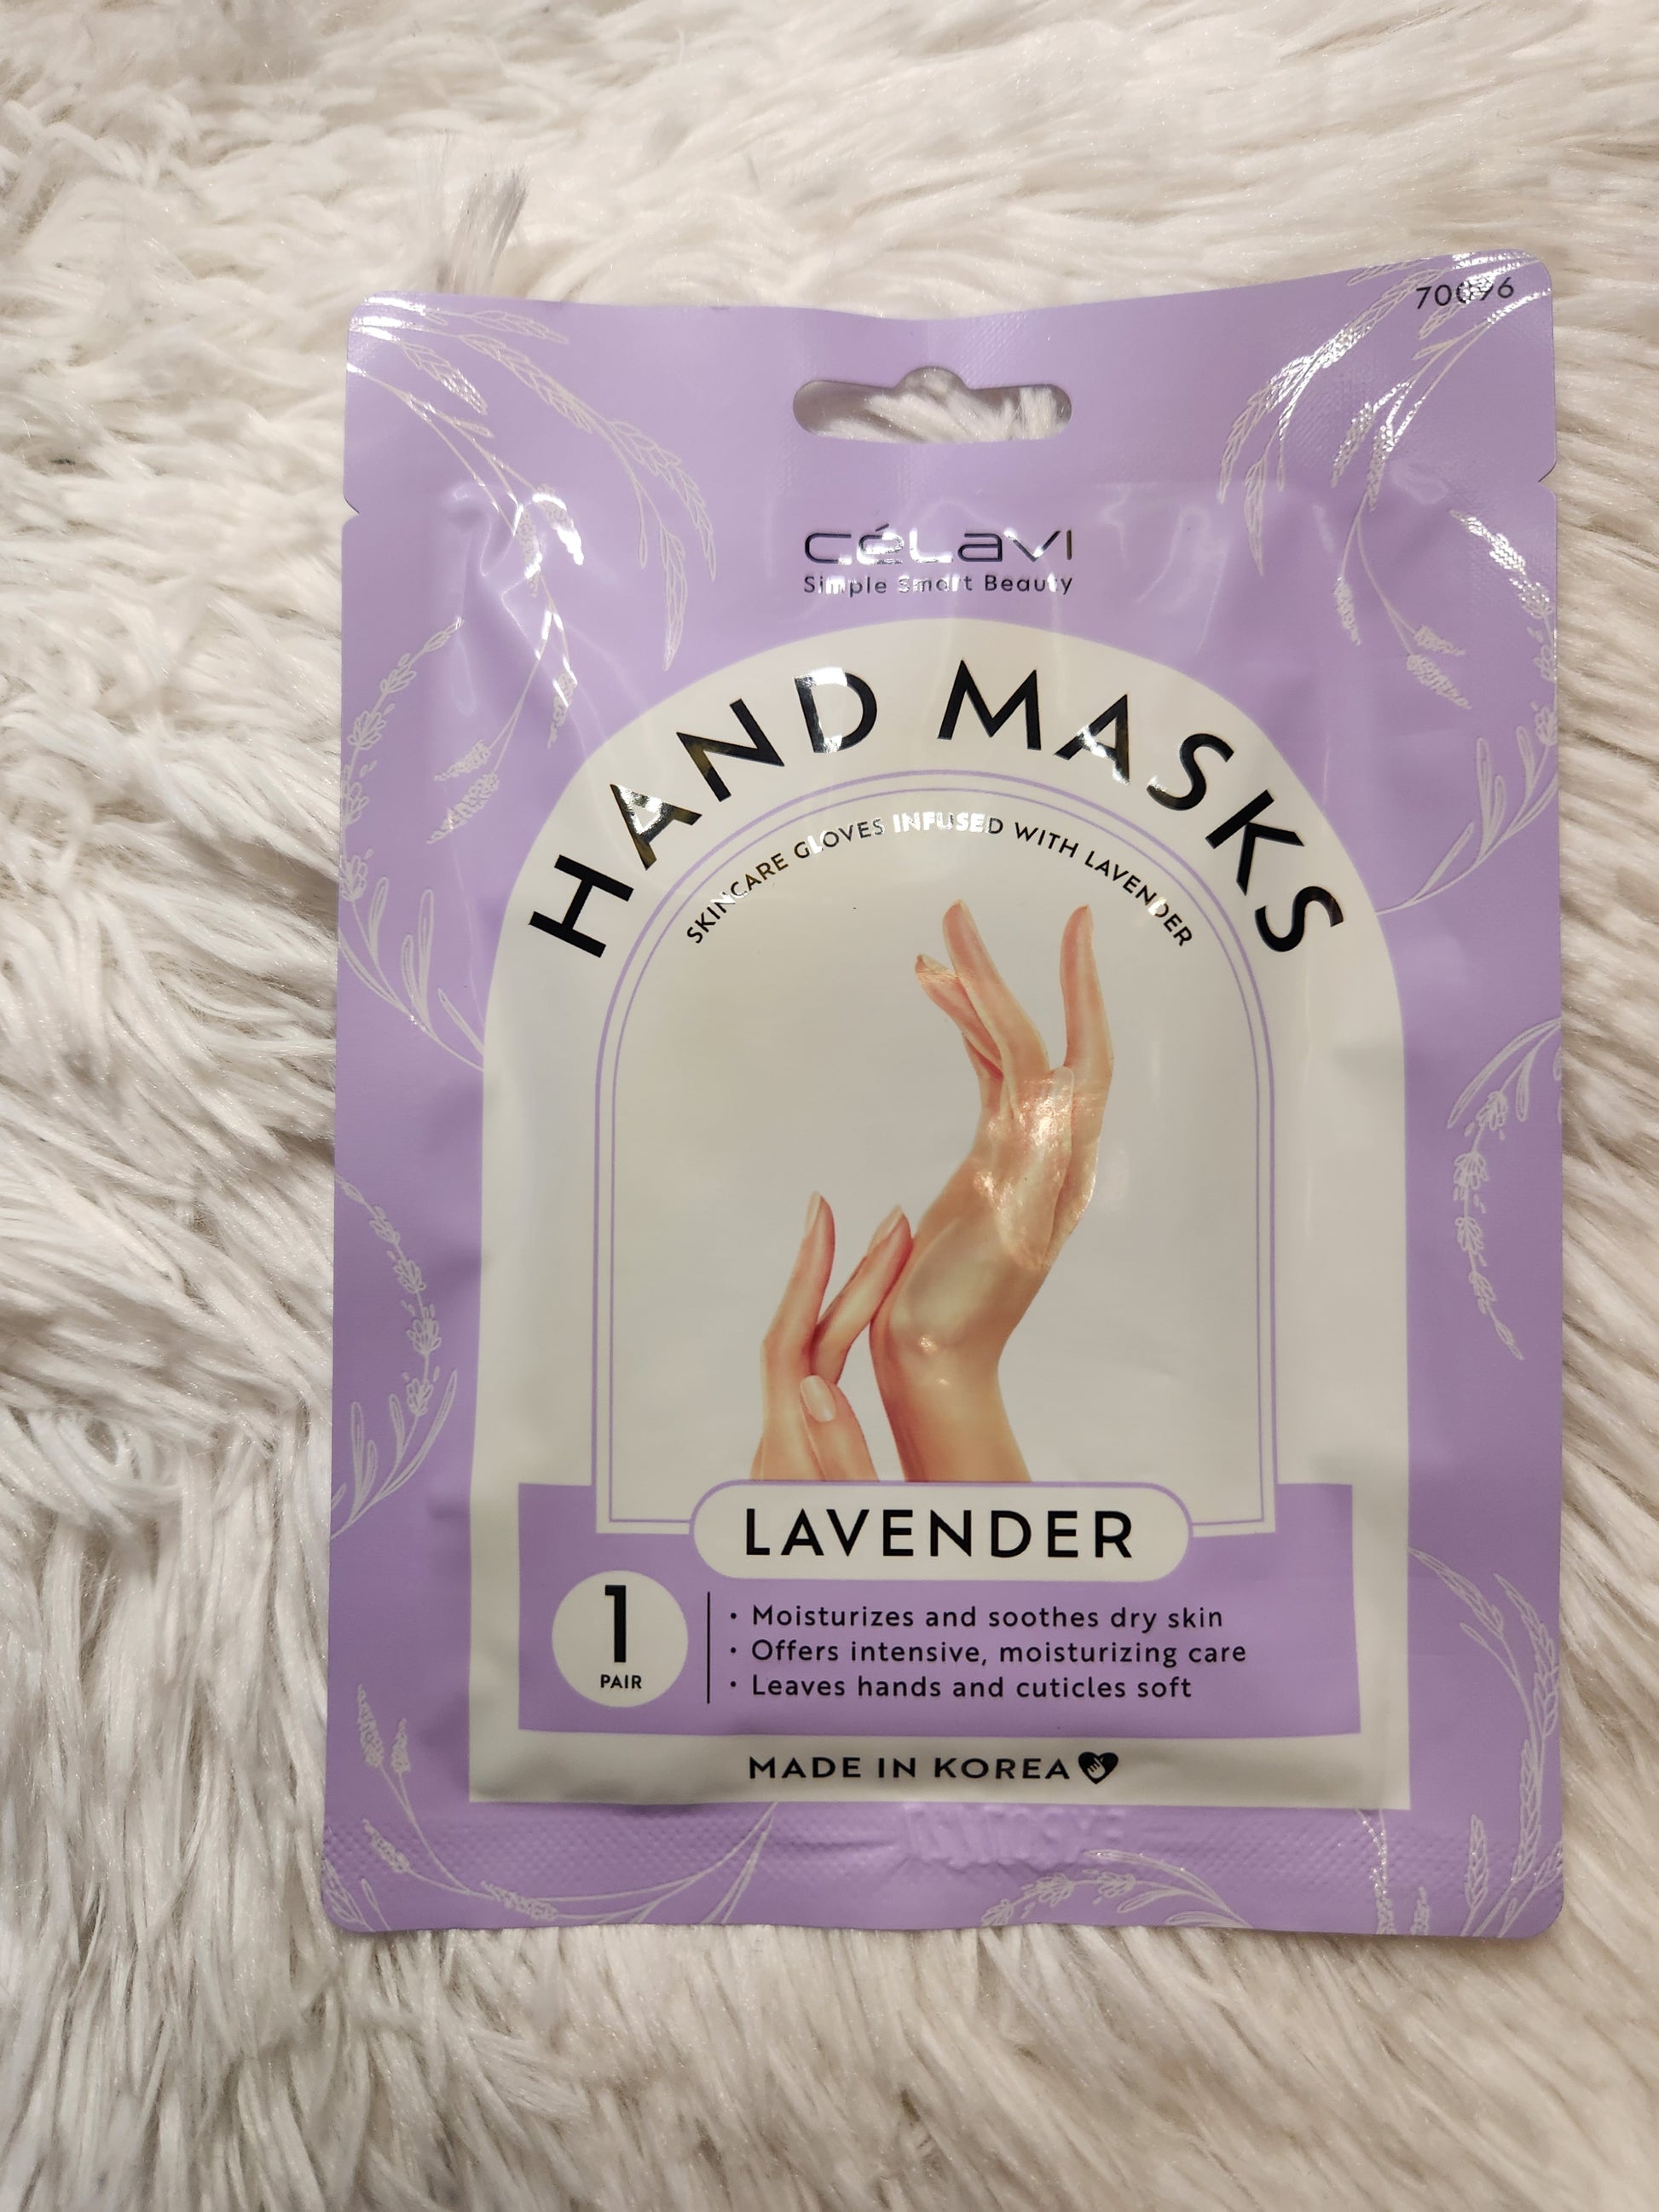 70096
CéLaVI
Simple Smart Beauty
HAND MASKS
SKINCARE GLOVES INFUSED WITH LAVENDER
LAVENDER
1
PAIR
• Moisturizes and soothes dry skin
• Offers intensive, moisturizing care
• Leaves hands and cuticles soft
MADE IN KOREA